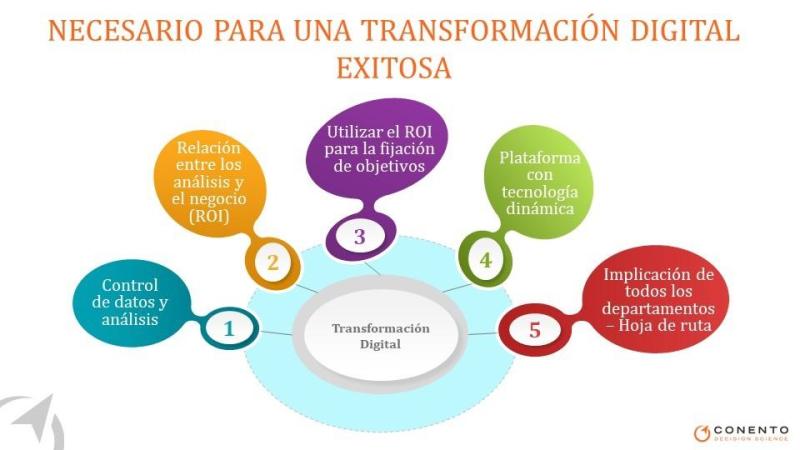 NECESARIO PARA UNA TRANSFORMACIÓN DIGITAL
EXITOSA
Control
de datos y
análisis
1
Relación
entre los
análisis y
el negocio
(ROI)
2
Utilizar el ROI
para la fijación
de objetivos
3
Plataforma
con
tecnología
dinámica
4
Implicación de
todos los
departamentos
– Hoja de ruta
5
Transformación
Digital
CONENTO
DECISION SCIENCE